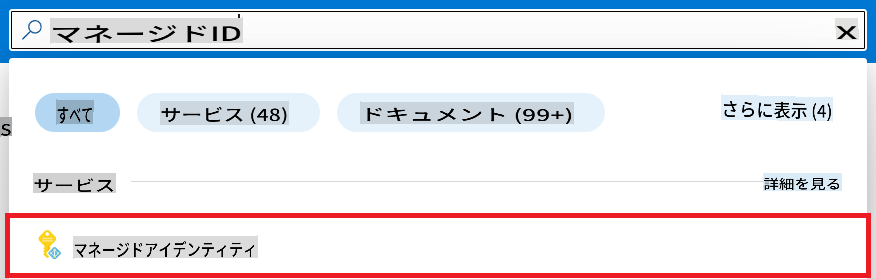 マネージドID X
すべて サービス (48) ドキュメント (99+) さらに表示 (4)
s
サービス 詳細を見る
マネージドアイデンティティ